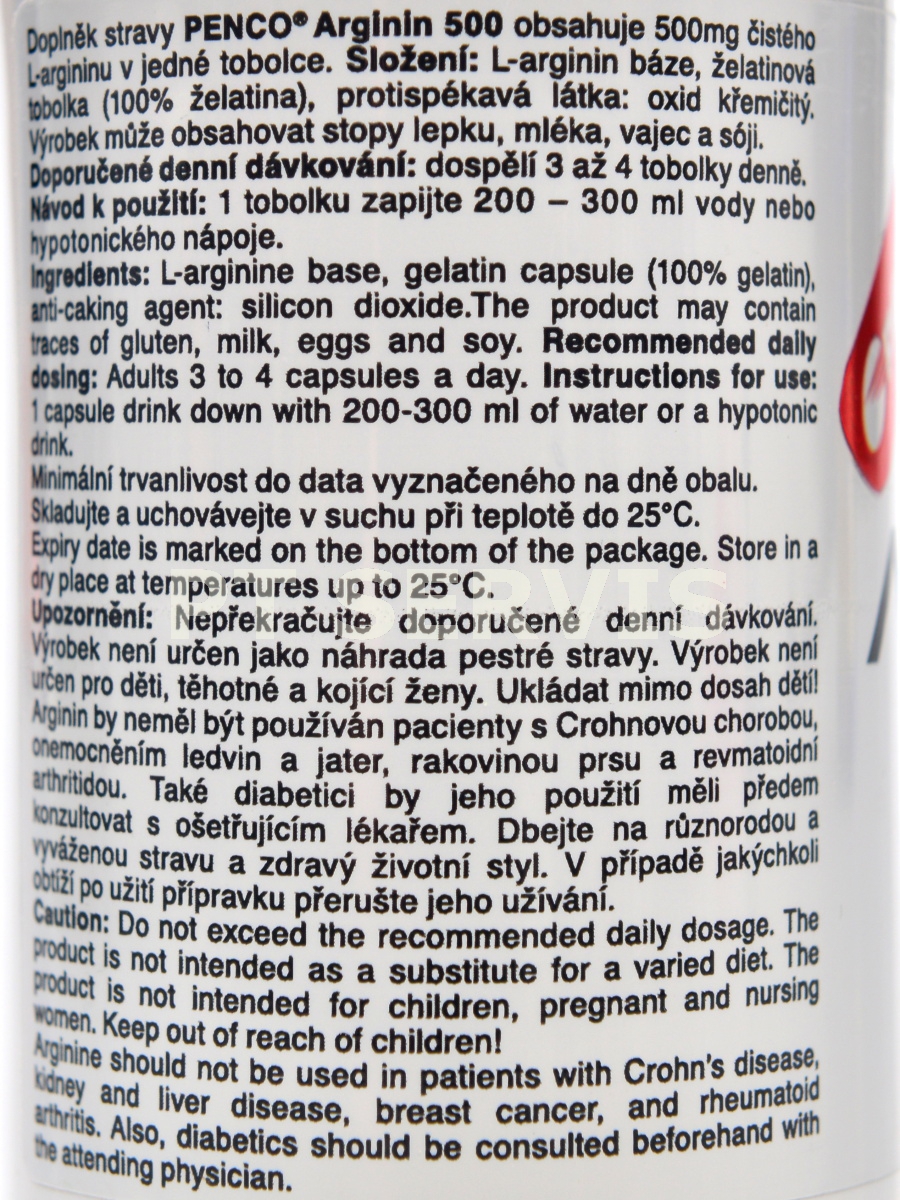 Doplněk stravy PENCO® Arginin 500 obsahuje 500mg čistého
L-argininu v jedné tobolce. Složení: L-arginin báze, želatinová
tobolka (100% želatina), protispékavá látka: oxid křemičitý.
Výrobek může obsahovat stopy lepku, mléka, vajec a sóji.
Doporučené denní dávkování: dospělí 3 až 4 tobolky denně.
Návod k použití: 1 tobolku zapijte 200 – 300 ml vody nebo
hypotonického nápoje.
Ingredients: L-arginine base, gelatin capsule (100% gelatin),
anti-caking agent: silicon dioxide.The product may contain
traces of gluten, milk, eggs and soy. Recommended daily
dosing: Adults 3 to 4 capsules a day. Instructions for use:
1 capsule drink down with 200-300 ml of water or a hypotonic
drink.
Minimální trvanlivost do data vyznačeného na dně obalu.
Skladujte a uchovávejte v suchu při teplotě do 25°C.
Expiry date is marked on the bottom of the package. Store in a
dry place at temperatures up to 25°C.
PT SERVIS
Upozornění: Nepřekračujte doporučené denní dávkování.
Výrobek není určen jako náhrada pestré stravy. Výrobek není
určen pro děti, těhotné a kojící ženy. Ukládat mimo dosah dětí!
Arginin by neměl být používán pacienty s Crohnovou chorobou,
onemocněním ledvin a jater, rakovinou prsu a revmatoidní
arthritidou. Také diabetici by jeho použití měli předem
konzultovat s ošetřujícím lékařem. Dbejte na různorodou a
vyváženou stravu a zdravý životní styl. V případě jakýchkoli
obtíží po užití přípravku přerušte jeho užívání.
Caution: Do not exceed the recommended daily dosage. The
product is not intended as a substitute for a varied diet. The
product is not intended for children, pregnant and nursing
women. Keep out of reach of children!
Arginine should not be used in patients with Crohn's disease,
kidney and liver disease, breast cancer, and rheumatoid
arthritis. Also, diabetics should be consulted beforehand with
the attending physician.